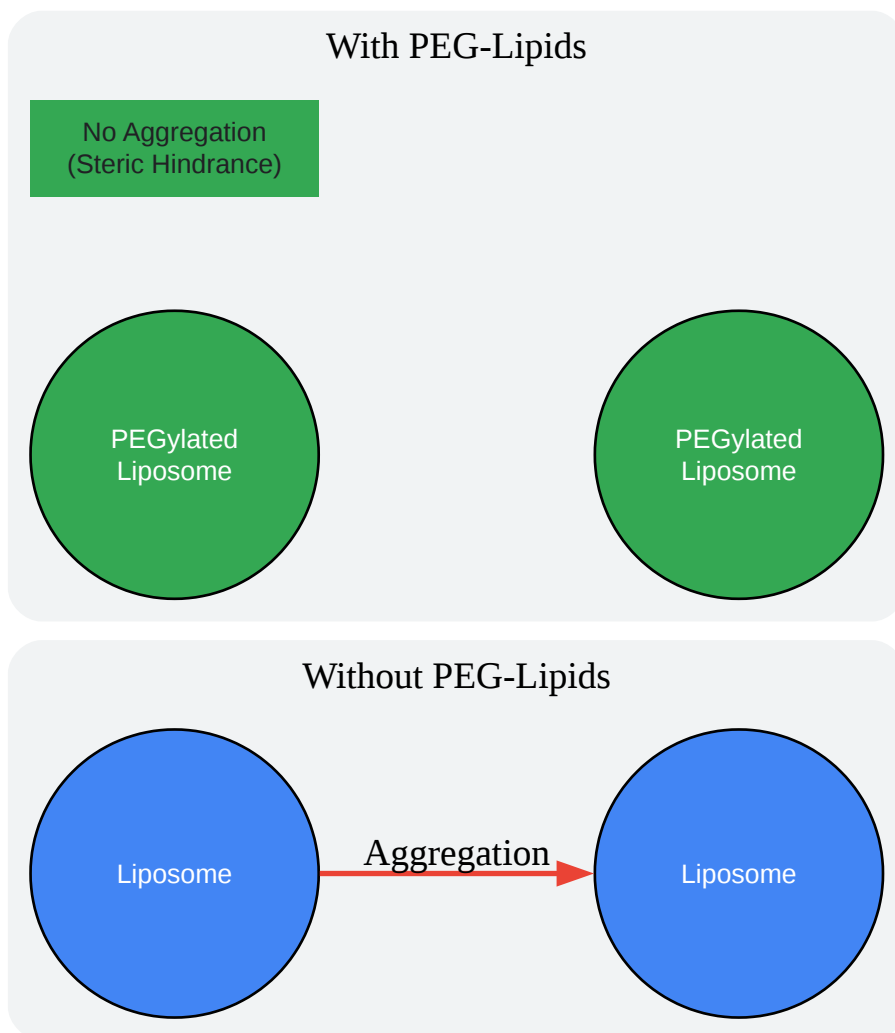 With PEG-Lipids
No Aggregation
(Steric Hindrance)
PEGylated
Liposome
PEGylated
Liposome
Without PEG-Lipids
Liposome
Aggregation
Liposome